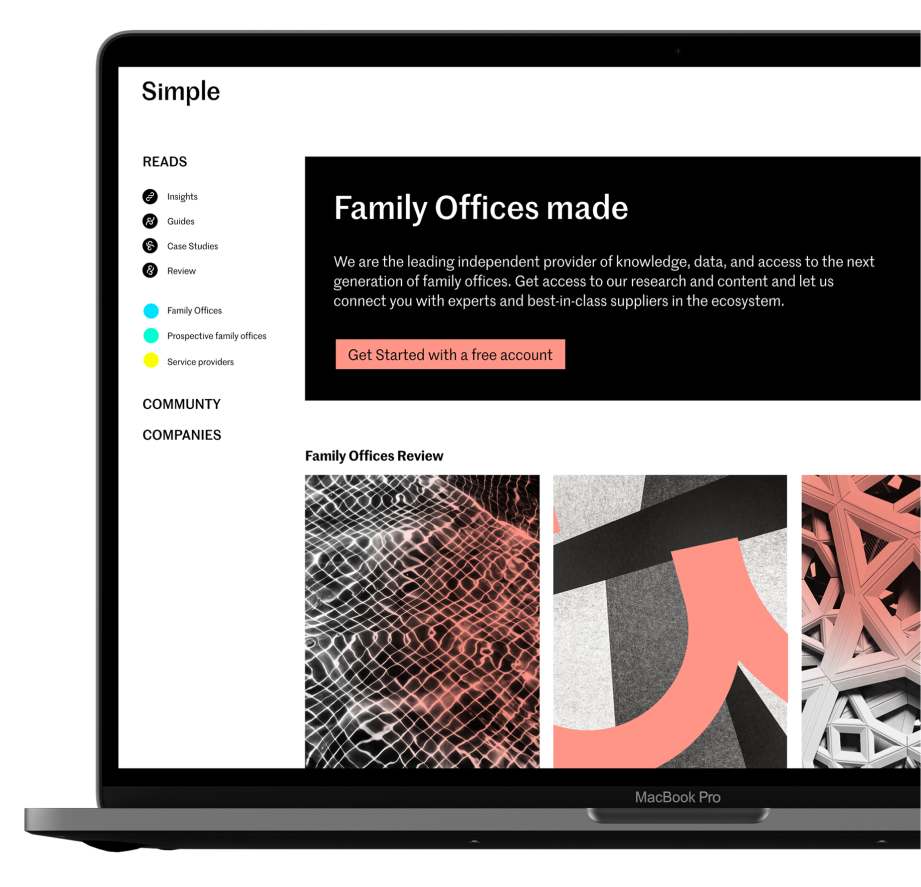 Simple
READS
Insights
Guides
Case Studies
Review
Family Offices
Prospective family offices
Service providers
COMMUNTY
COMPANIES
Family Offices made
We are the leading independent provider of knowledge, data, and access to the next
generation of family offices. Get access to our research and content and let us
connect you with experts and best-in-class suppliers in the ecosystem.
Get Started with a free account
Family Offices Review
MacBook Pro